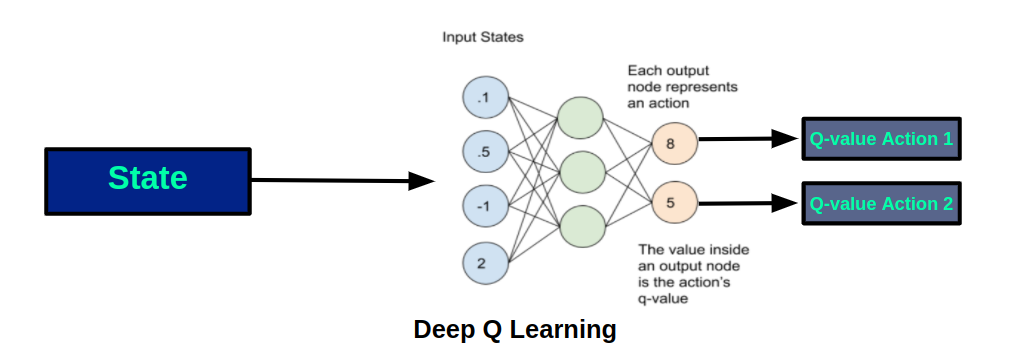 Input States
Each output
node represents
an action
.1
.5
-1
2
8
5
State
Q-value Action 1
Q-value Action 2
The value inside
an output node
is the action's
q-value
Deep Q Learning